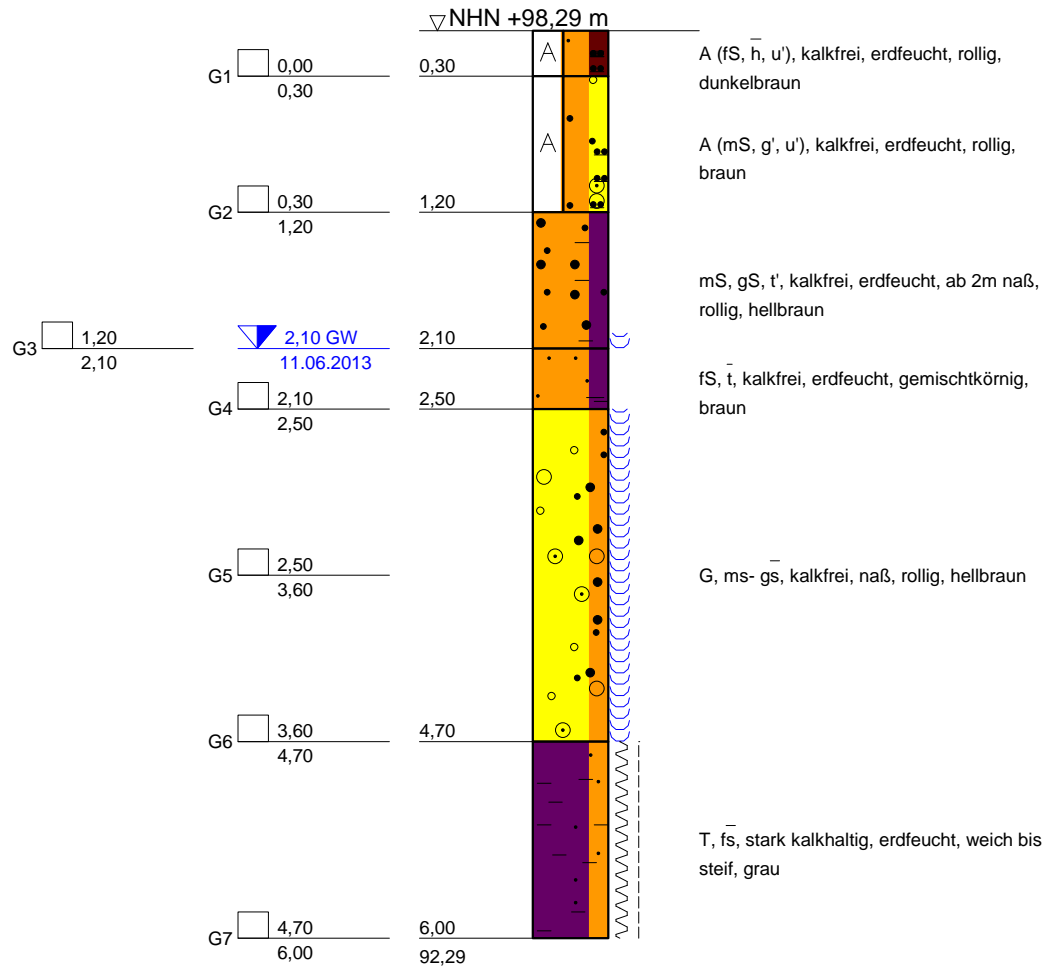 NHN +98,29 m
A
A (fS, h̅, u'), kalkfrei, erdfeucht, rollig,
dunkelbraun
G1 0,00 0,30
0,30
A
A (mS, g', u'), kalkfrei, erdfeucht, rollig,
braun
G2 0,30 1,20
1,20
mS, gS, t', kalkfrei, erdfeucht, ab 2m naß,
rollig, hellbraun
G3 1,20 2,10 GW 2,10
2,10 11.06.2013
fS, t̅, kalkfrei, erdfeucht, gemischtkörnig,
braun
G4 2,10 2,50
2,50
G5 2,50
3,60
G, ms- gs̅, kalkfrei, naß, rollig, hellbraun
G6 3,60 4,70
4,70
T, fs̅, stark kalkhaltig, erdfeucht, weich bis
steif, grau
G7 4,70 6,00
6,00 92,29